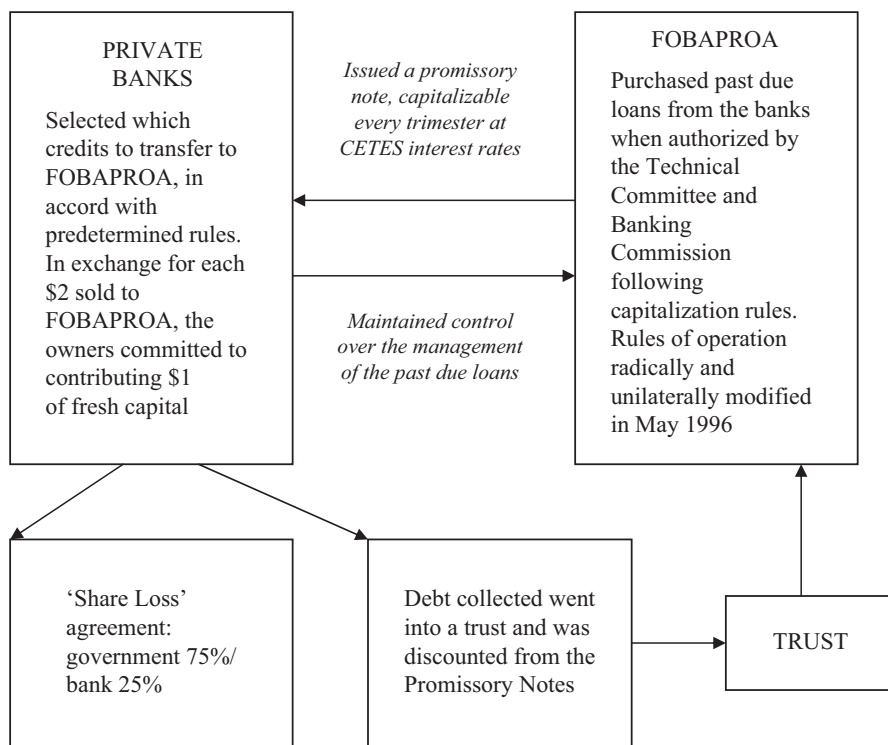 PRIVATE
BANKS
Selected which
credits to transfer to
FOBAPROA, in
accord with
predetermined rules.
In exchange for each
$2 sold to
FOBAPROA, the
owners committed to
contributing $1
of fresh capital
Issued a promissory
note, capitalizable
every trimester at
CETES interest rates
Maintained control
over the management
of the past due loans
FOBAPROA
Purchased past due
loans from the banks
when authorized by
the Technical
Committee and
Banking
Commission
following
capitalization rules.
Rules of operation
radically and
unilaterally modified
in May 1996
‘Share Loss’
agreement:
government 75%/
bank 25%
Debt collected went
into a trust and was
discounted from the
Promissory Notes
TRUST